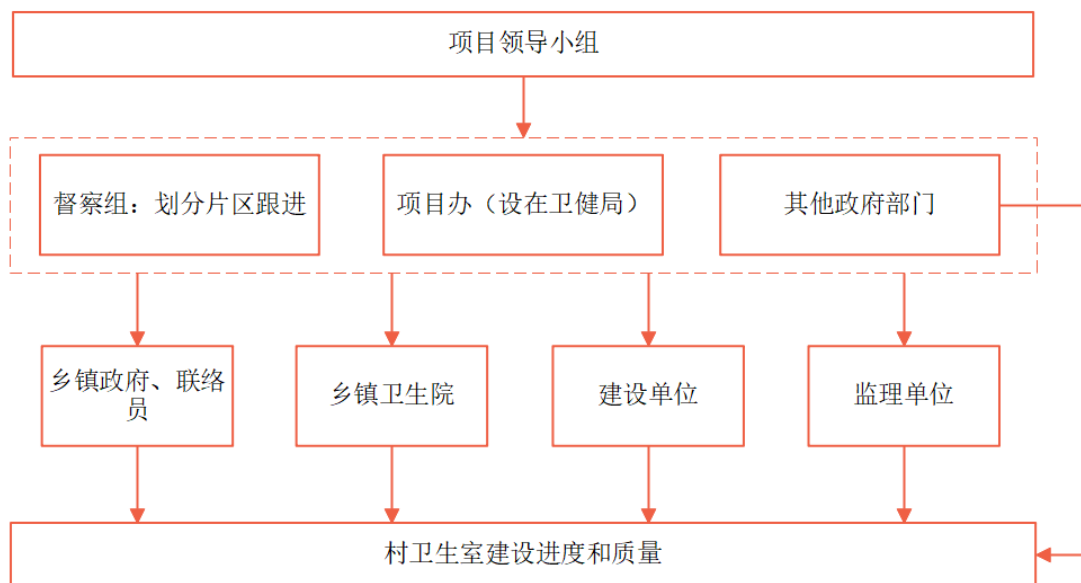 项目领导小组
督察组：划分片区跟进
项目办（设在卫健局）
其他政府部门
乡镇政府、联络
员
乡镇卫生院
建设单位
监理单位
村卫生室建设进度和质量